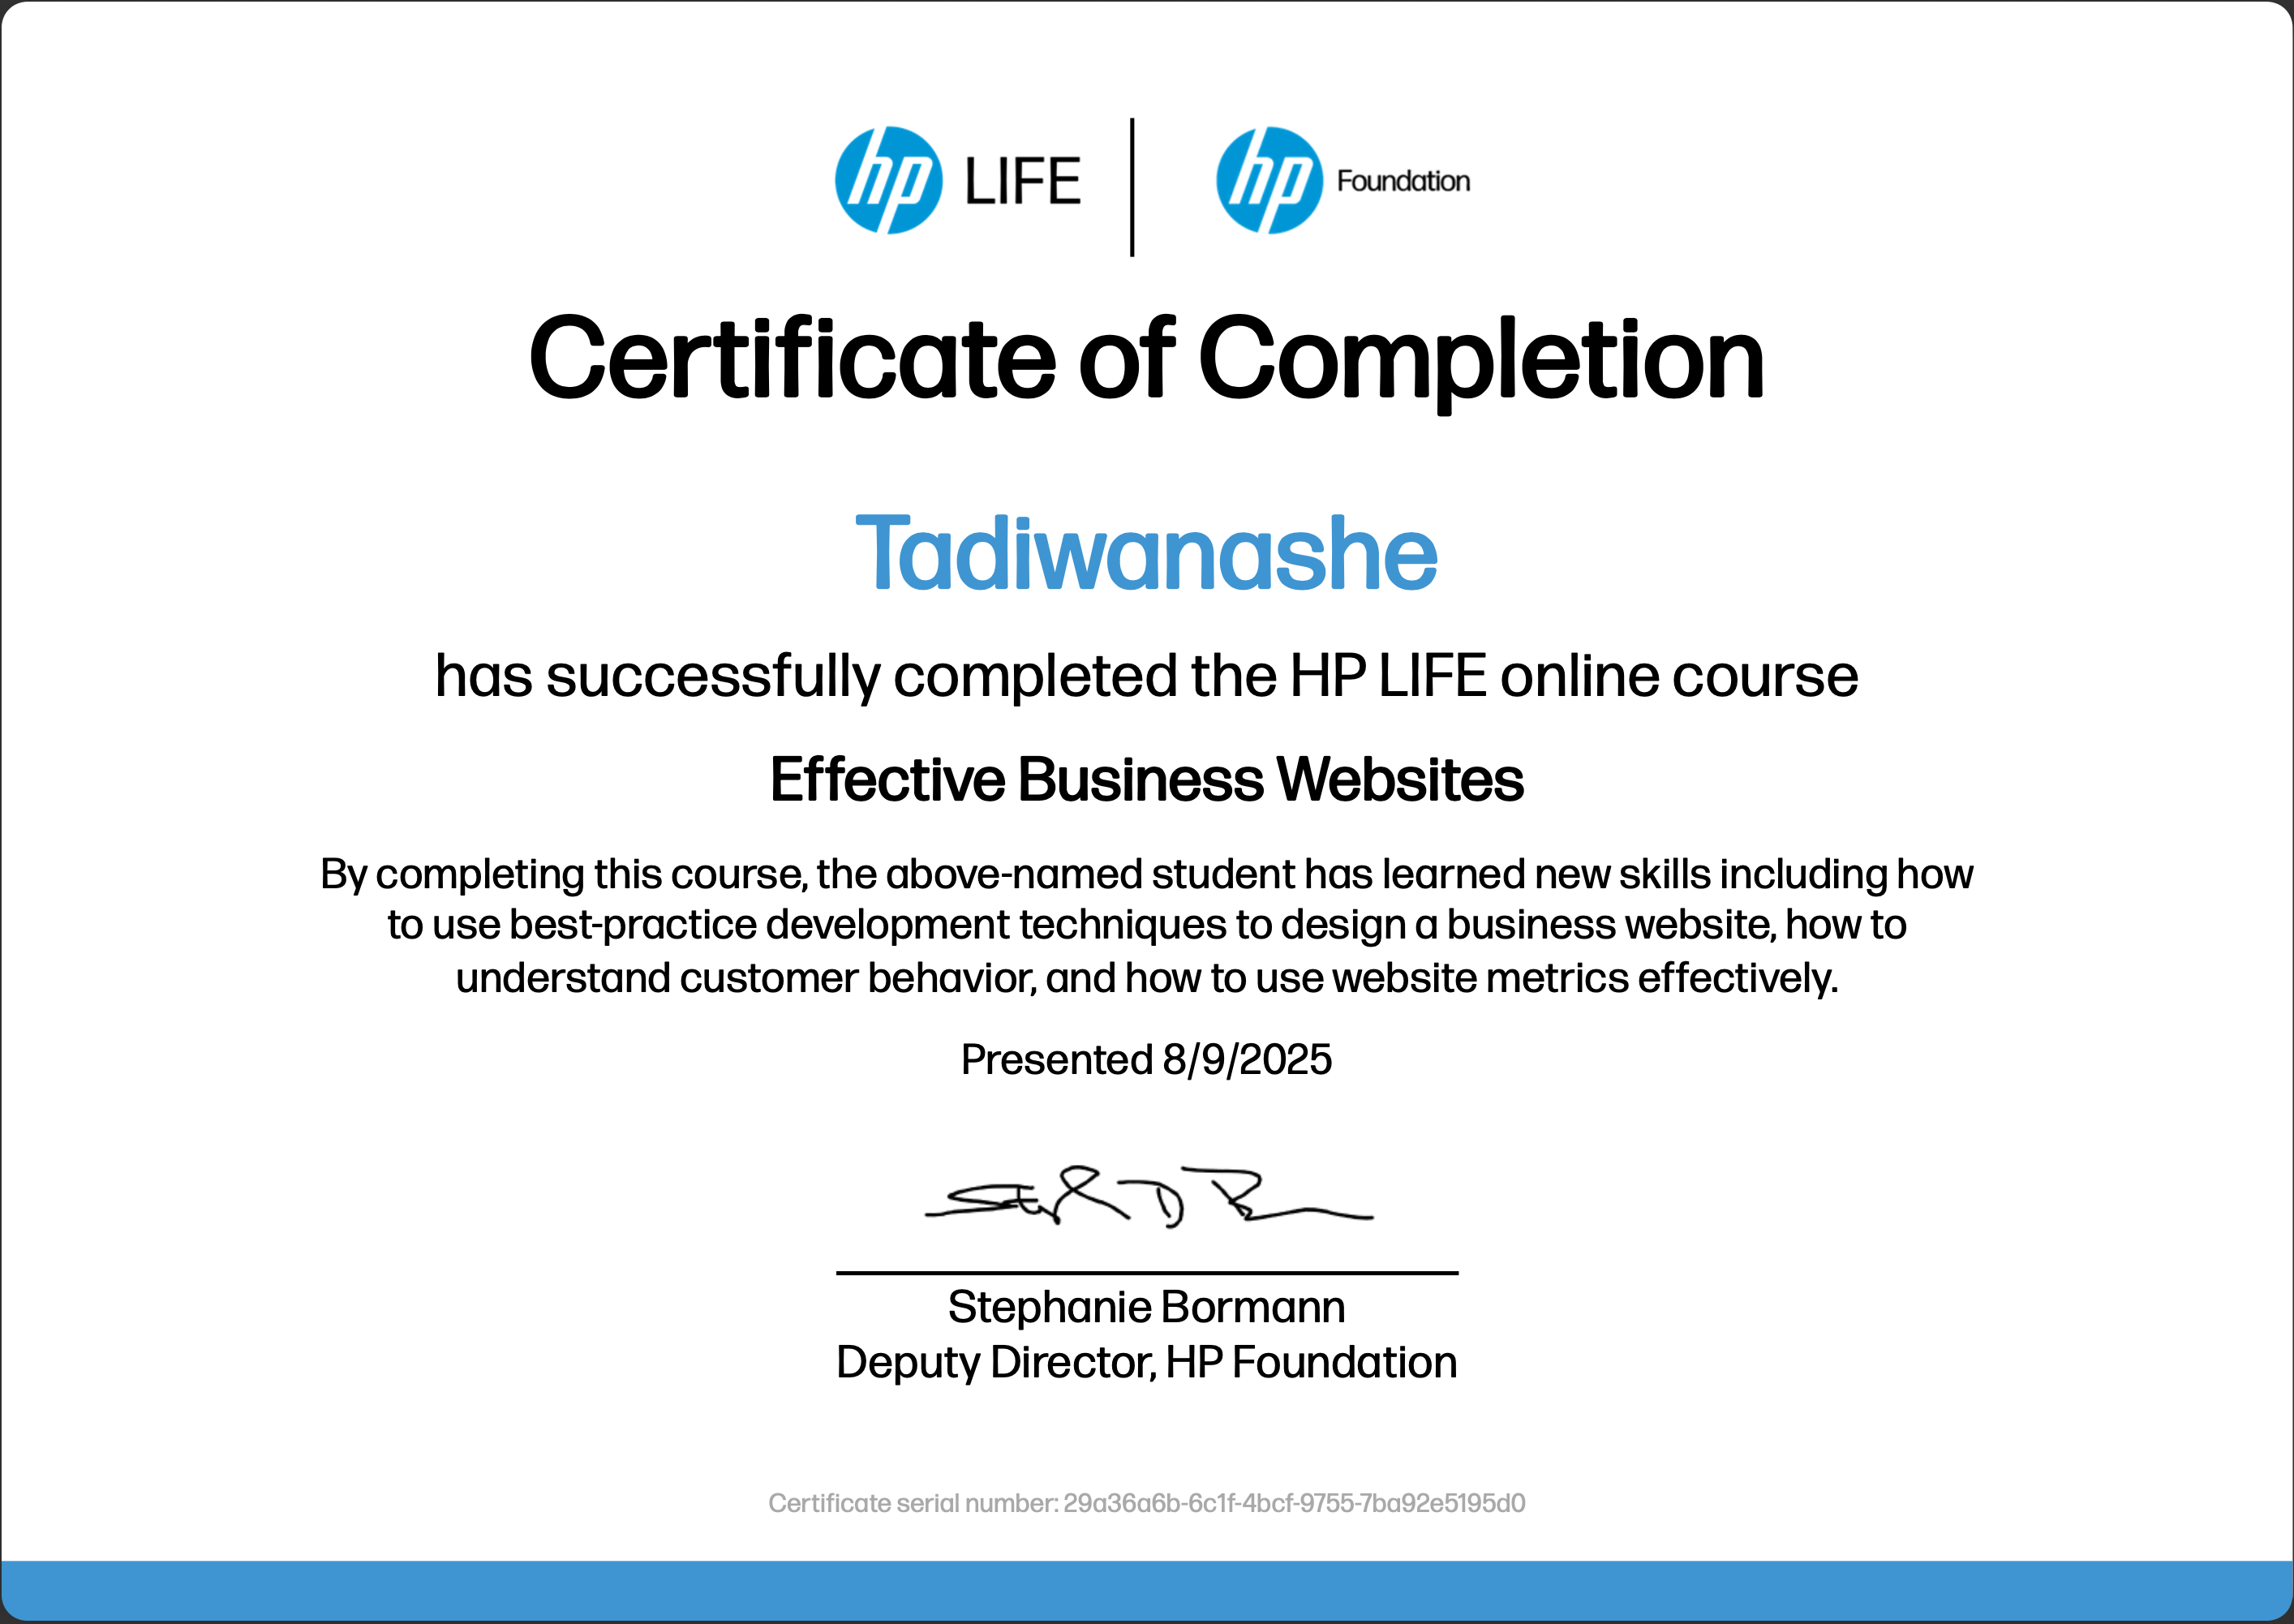 hp LIFE | hp Foundation
Certificate of Completion
Tadiwanashe
has successfully completed the HP LIFE online course
Effective Business Websites
By completing this course, the above-named student has learned new skills including how
to use best-practice development techniques to design a business website, how to
understand customer behavior, and how to use website metrics effectively.
Presented 8/9/2025
Stephanie Bormann
Deputy Director, HP Foundation
Certificate serial number: 29a36a6b-6c1f-4bcf-9755-7ba92e5195d0